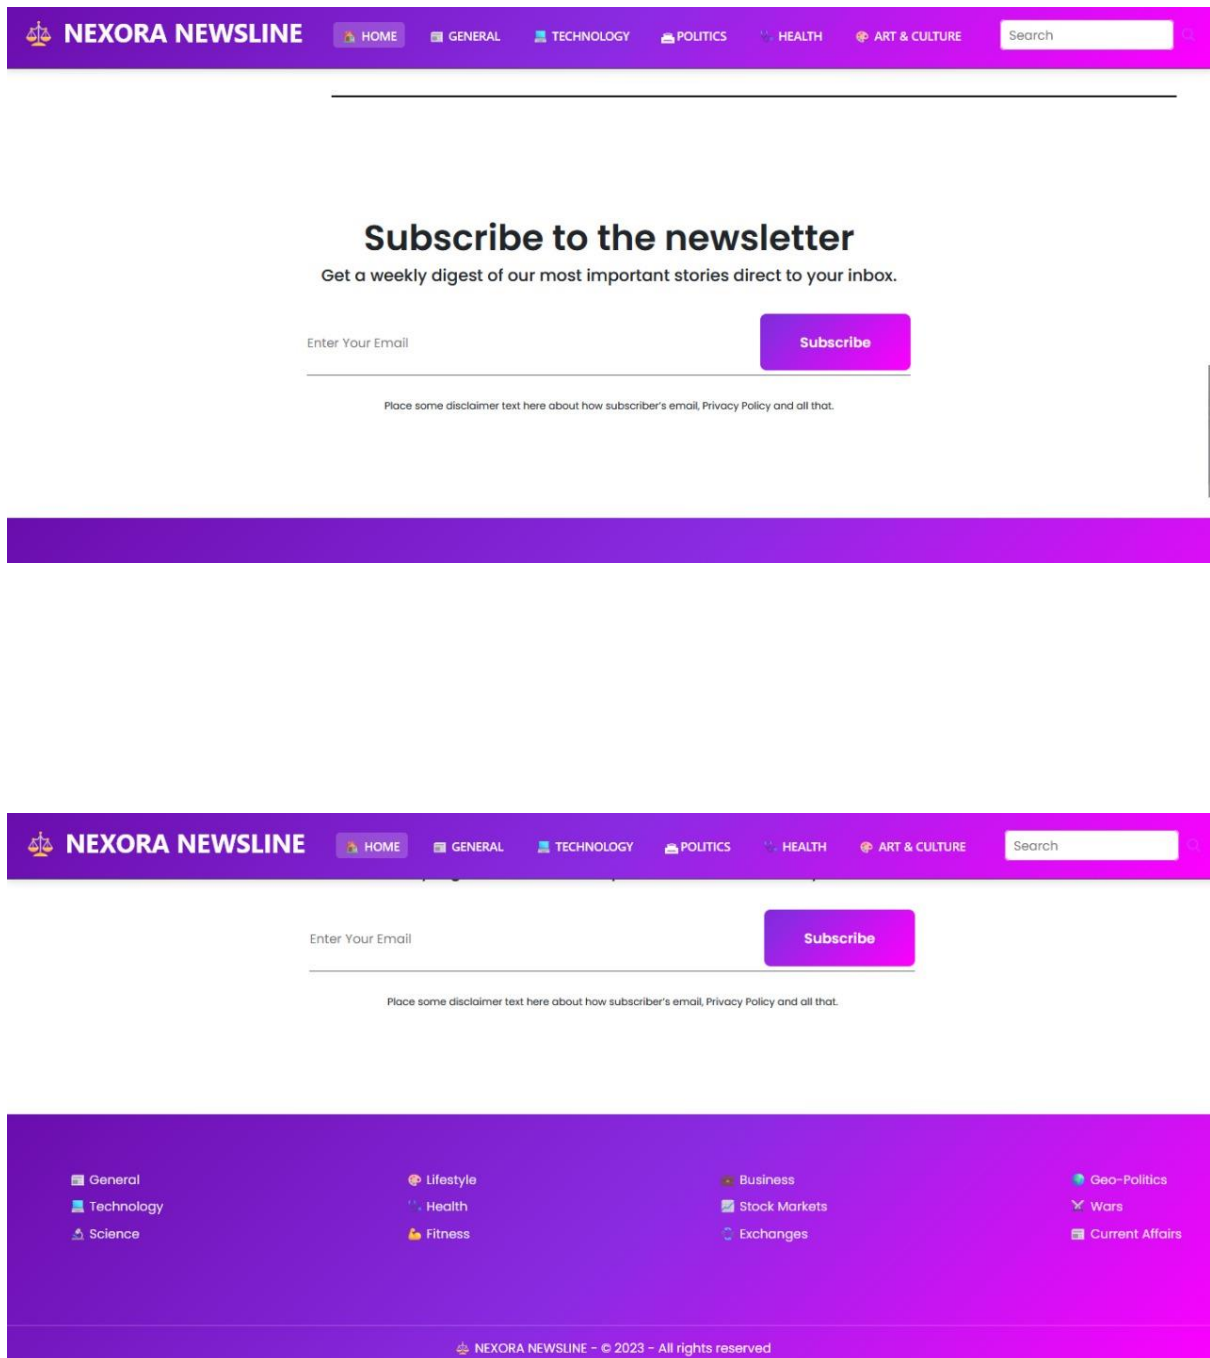 NEXORA NEWSLINE HOME GENERAL TECHNOLOGY POLITICS HEALTH ART & CULTURE Search
Subscribe to the newsletter
Get a weekly digest of our most important stories direct to your inbox.
Enter Your Email Subscribe
Place some disclaimer text here about how subscriber's email, Privacy Policy and all that.
NEXORA NEWSLINE HOME GENERAL TECHNOLOGY POLITICS HEALTH ART & CULTURE Search
Enter Your Email Subscribe
Place some disclaimer text here about how subscriber's email, Privacy Policy and all that.
General Lifestyle Business Geo-Politics
Technology Health Stock Markets Wars
Science Fitness Exchanges Current Affairs
NEXORA NEWSLINE - © 2023 - All rights reserved